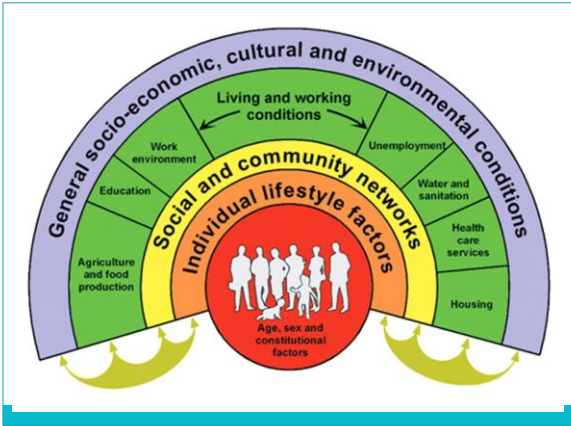 General socio-economic, cultural and environmental conditions
Living and working
conditions
Work
environment
Unemployment
Education
Water and
sanitation
Agriculture
and food
production
Health
care
services
Housing
Social and community networks
Individual lifestyle factors
Age, sex and
constitutional
factors